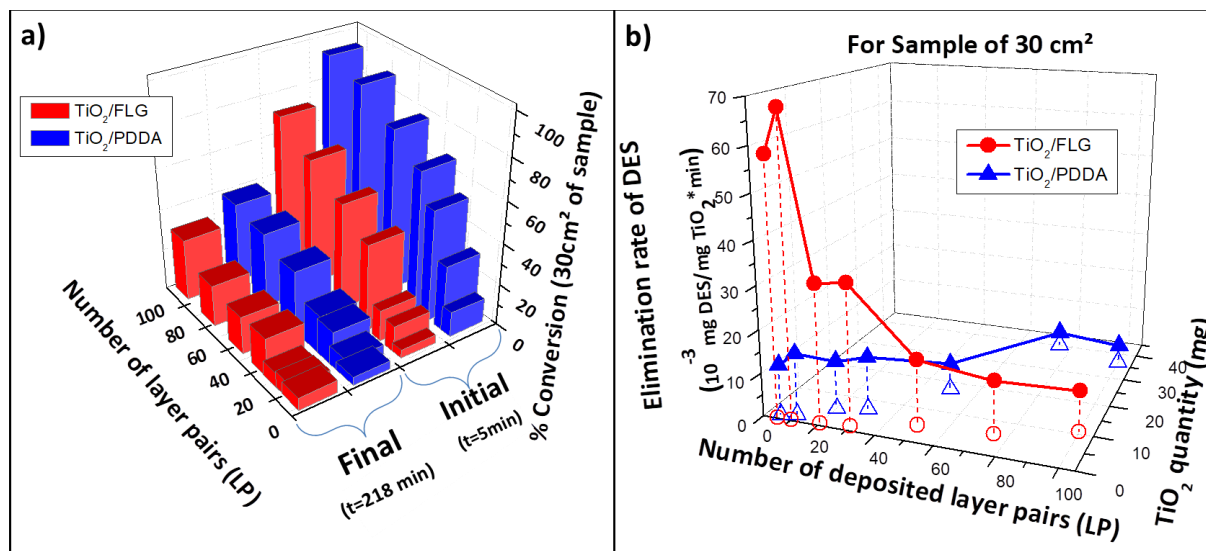 a)
TiO₂/FLG
TiO₂/PDDA
100
80
60
40
20
0
% Conversion (30cm² of sample)
100
80
60
40
20
0
Number of layer pairs (LP)
Final
(t=218 min)
Initial
(t=5min)
b)
For Sample of 30 cm²
TiO₂/FLG
TiO₂/PDDA
Elimination rate of DES
(10⁻³ mg DES/mg TiO₂*min)
70
60
50
40
30
20
10
0
0
20
40
60
80
100
Number of deposited layer pairs (LP)
40
30
20
10
0
TiO₂ quantity (mg)